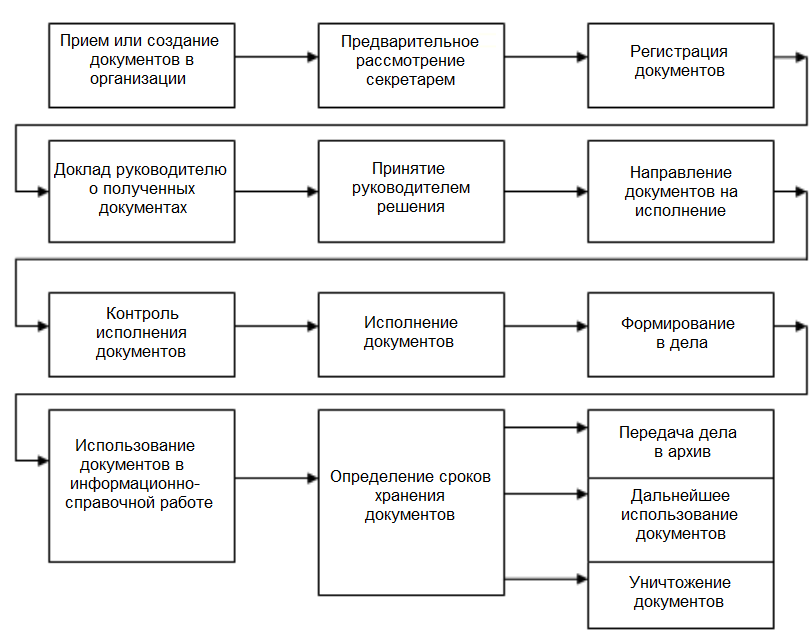 Прием или создание
документов в
организации
Предварительное
рассмотрение
секретарем
Регистрация
документов
Доклад руководителю
о полученных
документах
Принятие
руководителем
решения
Направление
документов на
исполнение
Контроль
исполнения
документов
Исполнение
документов
Формирование
в дела
Использование
документов в
информационно-
справочной работе
Определение сроков
хранения
документов
Передача дела
в архив
Дальнейшее
использование
документов
Уничтожение
документов